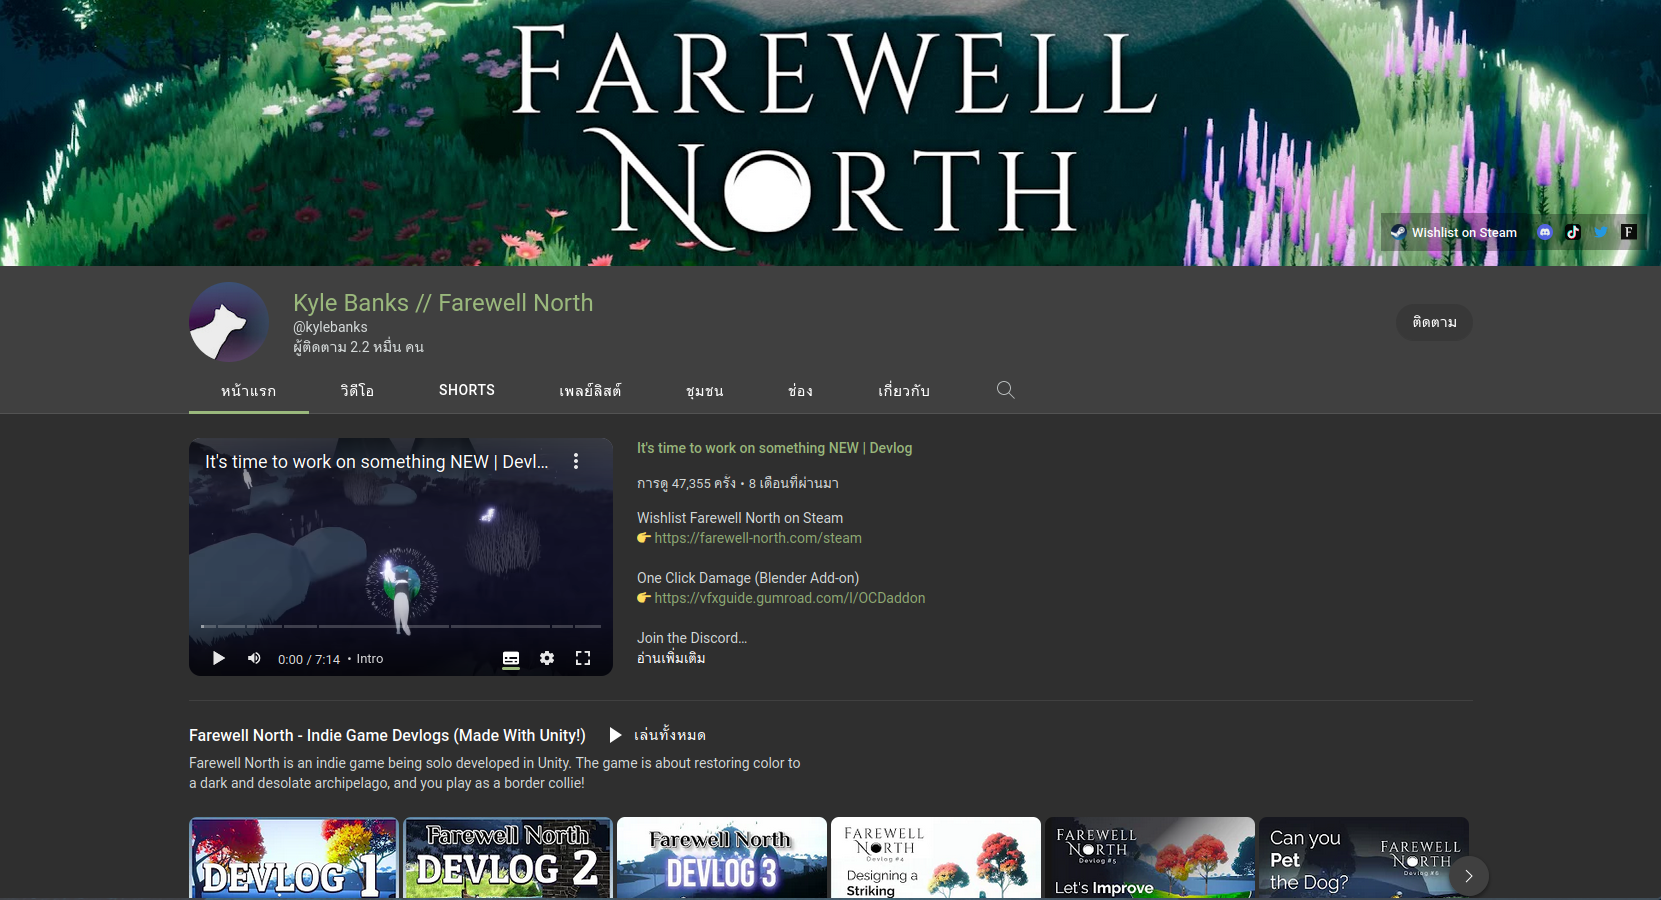 FAREWELL
NORTH
Wishlist on Steam
F
Kyle Banks // Farewell North
@kylebanks
ผู้ติดตาม 2.2 หมื่น คน
ติดตาม
หน้าแรก
วิดีโอ
SHORTS
เพลย์ลิสต์
ชุมชน
ช่อง
เกี่ยวกับ
It's time to work on something NEW | Devl...
0:00 / 7:14 • Intro
It's time to work on something NEW | Devlog
การดู 47,355 ครั้ง • 8 เดือนที่ผ่านมา
Wishlist Farewell North on Steam
👉 https://farewell-north.com/steam
One Click Damage (Blender Add-on)
👉 https://vfxguide.gumroad.com/l/OCDaddon
Join the Discord...
อ่านเพิ่มเติม
Farewell North - Indie Game Devlogs (Made With Unity!)
เล่นทั้งหมด
Farewell North is an indie game being solo developed in Unity. The game is about restoring color to
a dark and desolate archipelago, and you play as a border collie!
DEVLOG 1
Farewell North
DEVLOG 2
Farewell North
DEVLOG 3
FAREWELL
NORTH
Devlog #4
Designing a
Striking
FAREWELL
NORTH
Devlog #5
Let's Improve
Can you
Pet
the Dog?
FAREWELL
NORTH
Devlog #6